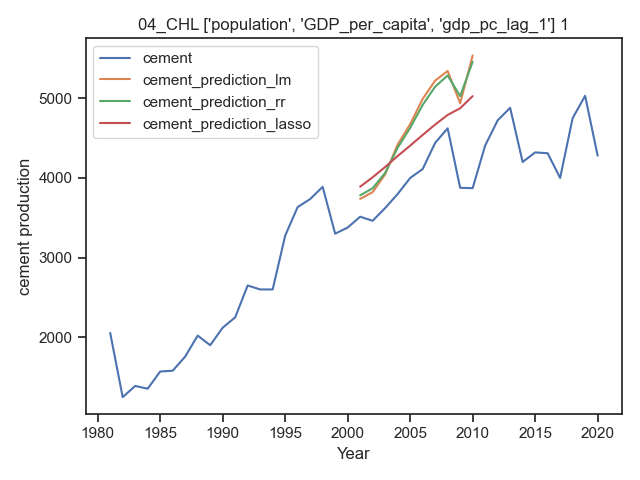 04_CHL ['population', 'GDP_per_capita', 'gdp_pc_lag_1'] 1
cement
cement_prediction_lm
cement_prediction_rr
cement_prediction_lasso
cement production
5000
4000
3000
2000
1980 1985 1990 1995 2000 2005 2010 2015 2020
Year